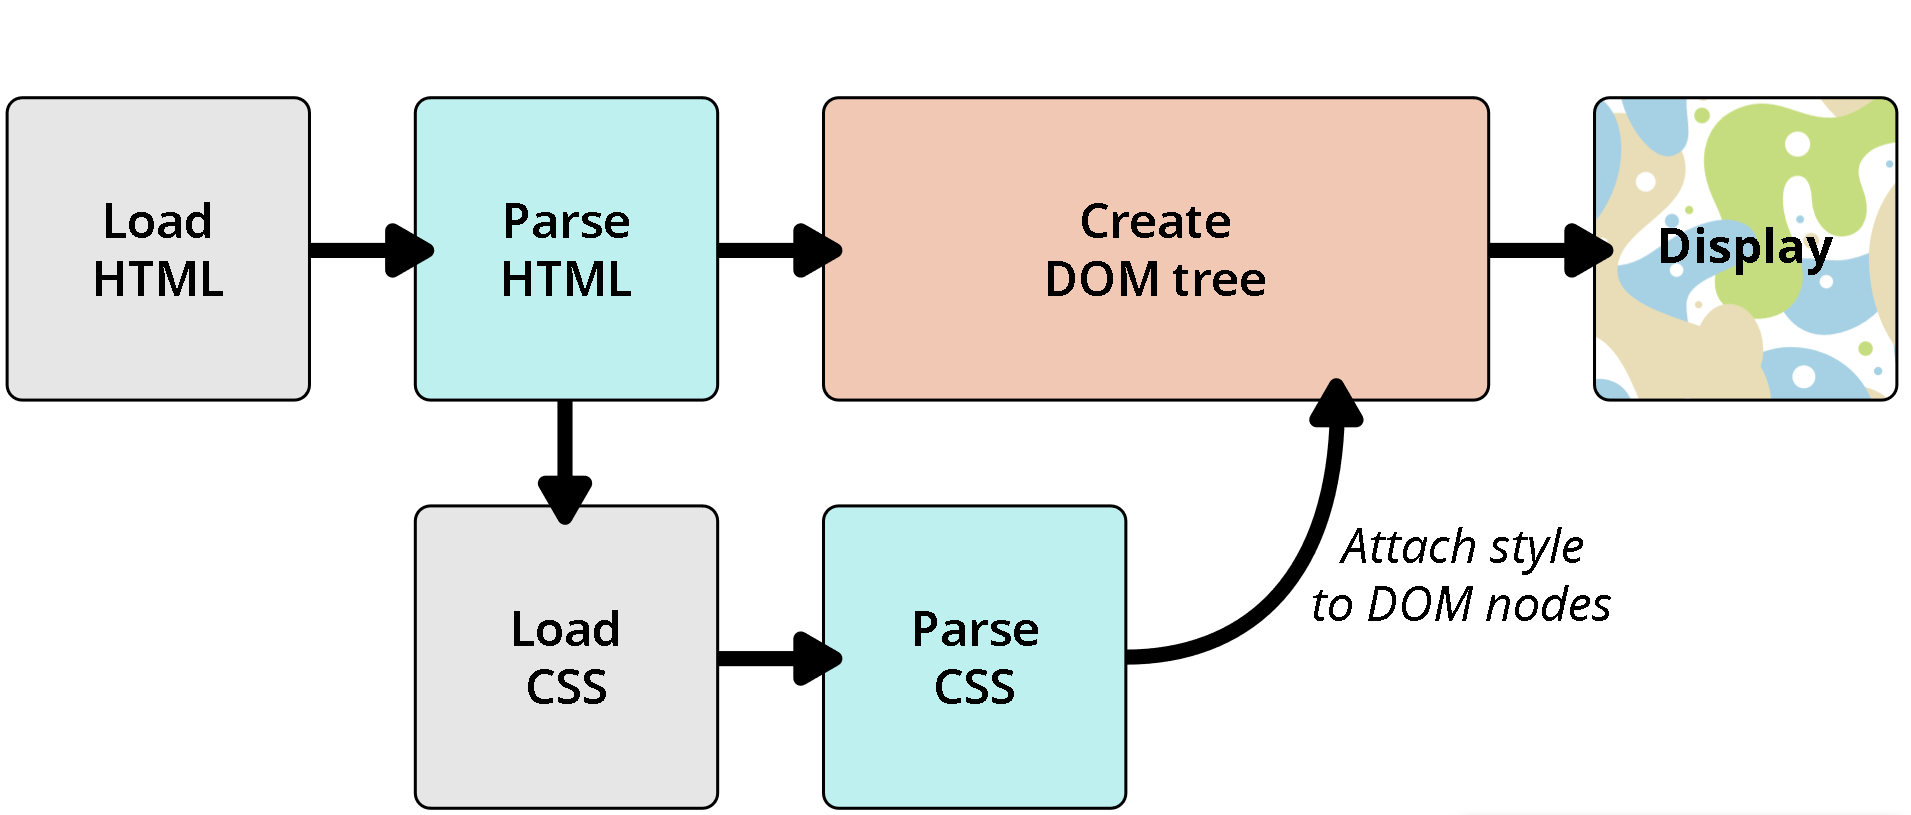 Load
HTML
Parse
HTML
Create
DOM tree
Display
Load
CSS
Parse
CSS
Attach style
to DOM nodes